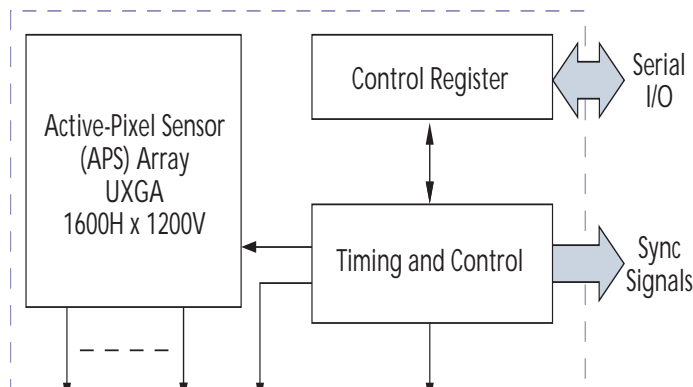 Active-Pixel Sensor
(APS) Array
UXGA
1600H x 1200V
Control Register
Serial
I/O
Timing and Control
Sync
Signals